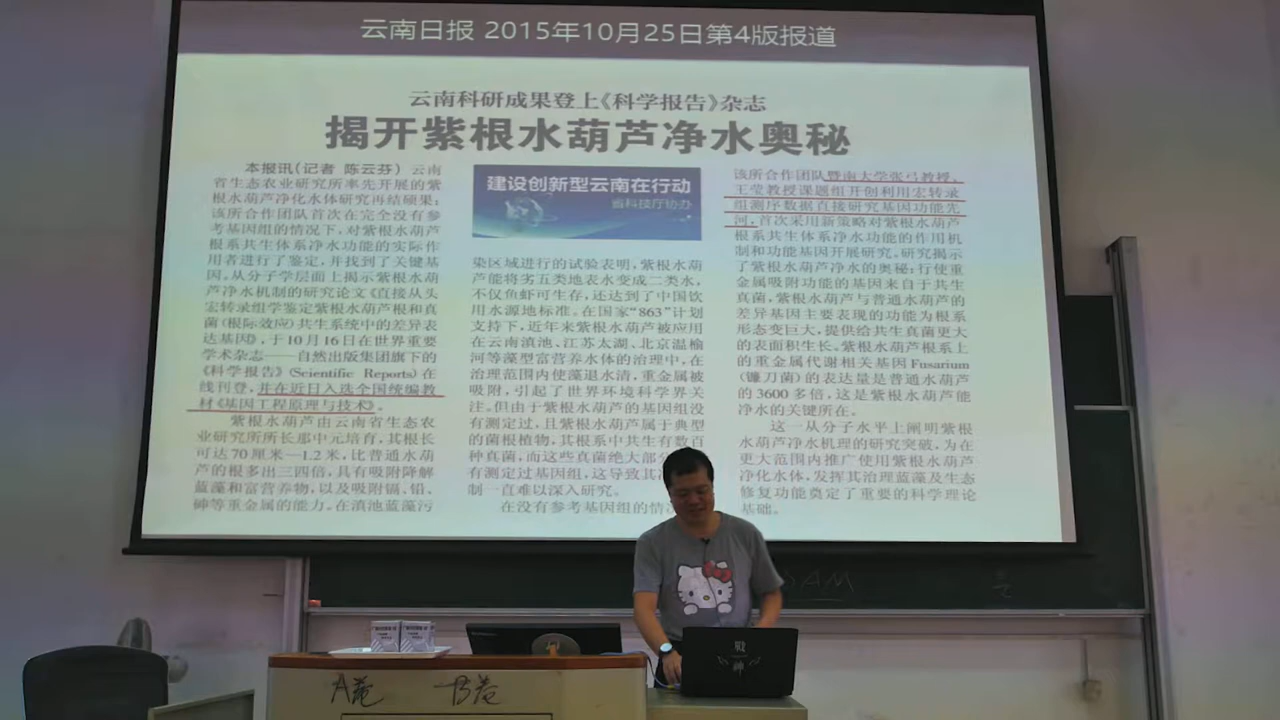 云南日报 2015年10月25日第4版报道
云南科研成果登上《科学报告》杂志
揭开紫根水葫芦净水奥秘
本报讯(记者 陈云芬) 云南
省生态农业研究所率先开展的紫
根水葫芦净化水体研究再结硕果:
该所合作团队首次在完全没有参
考基因组的情况下,对紫根水葫芦
根系共生体系净水功能的实际作
用者进行了鉴定,并找到了关键基
因。从分子学层面上揭示紫根水葫
芦净水机制的研究论文《直接从头
宏转录组学鉴定紫根水葫芦根和真
菌(根际效应)共生系统中的差异表
达基因》,于10月16日在世界重要
学术杂志——自然出版集团旗下的
《科学报告》(Scientific Reports)在
线刊登,并在近日入选全国统编教
材《基因工程原理与技术》。
紫根水葫芦由云南省生态农
业研究所所长那中元培育,其根长
可达70厘米—1.2米,比普通水葫
芦的根多出三四倍,具有吸附降解
蓝藻和富营养物,以及吸附镉、铅、
砷等重金属的能力。在滇池蓝藻污
建设创新型云南在行动
省科技厅协办
染区域进行的试验表明,紫根水葫
芦能将劣五类地表水变成二类水,
不仅鱼虾可生存,还达到了中国饮
用水源地标准。在国家“863”计划
支持下,近年来紫根水葫芦被应用
在云南滇池、江苏太湖、北京温榆
河等藻型富营养水体的治理中,在
治理范围内使藻退水清,重金属被
吸附,引起了世界环境科学界关
注。但由于紫根水葫芦的基因组没
有测定过,且紫根水葫芦属于典型
的菌根植物,其根系中共生有数百
种真菌,而这些真菌绝大部分
有测定过基因组,这导致其
制一直难以深入研究。
在没有参考基因组的情
该所合作团队暨南大学张弓教授、
王莹教授课题组开创利用宏转录
组测序数据直接研究基因功能先
河,首次采用新策略对紫根水葫芦
根系共生体系净水功能的作用机
制和功能基因开展研究。研究揭示
了紫根水葫芦净水的奥秘:行使重
金属吸附功能的基因来自于共生
真菌,紫根水葫芦与普通水葫芦的
差异基因主要表现的功能为根系
形态变巨大,提供给共生真菌更大
的表面积生长。紫根水葫芦根系上
的重金属代谢相关基因Fusarium
(镰刀菌)的表达量是普通水葫芦
的3600多倍,这是紫根水葫芦能
净水的关键所在。
这一从分子水平上阐明紫根
水葫芦净水机理的研究突破,为在
更大范围内推广使用紫根水葫芦
净化水体,发挥其治理蓝藻及生态
修复功能奠定了重要的科学理论
基础。
SAM
戰
神
A卷 B卷